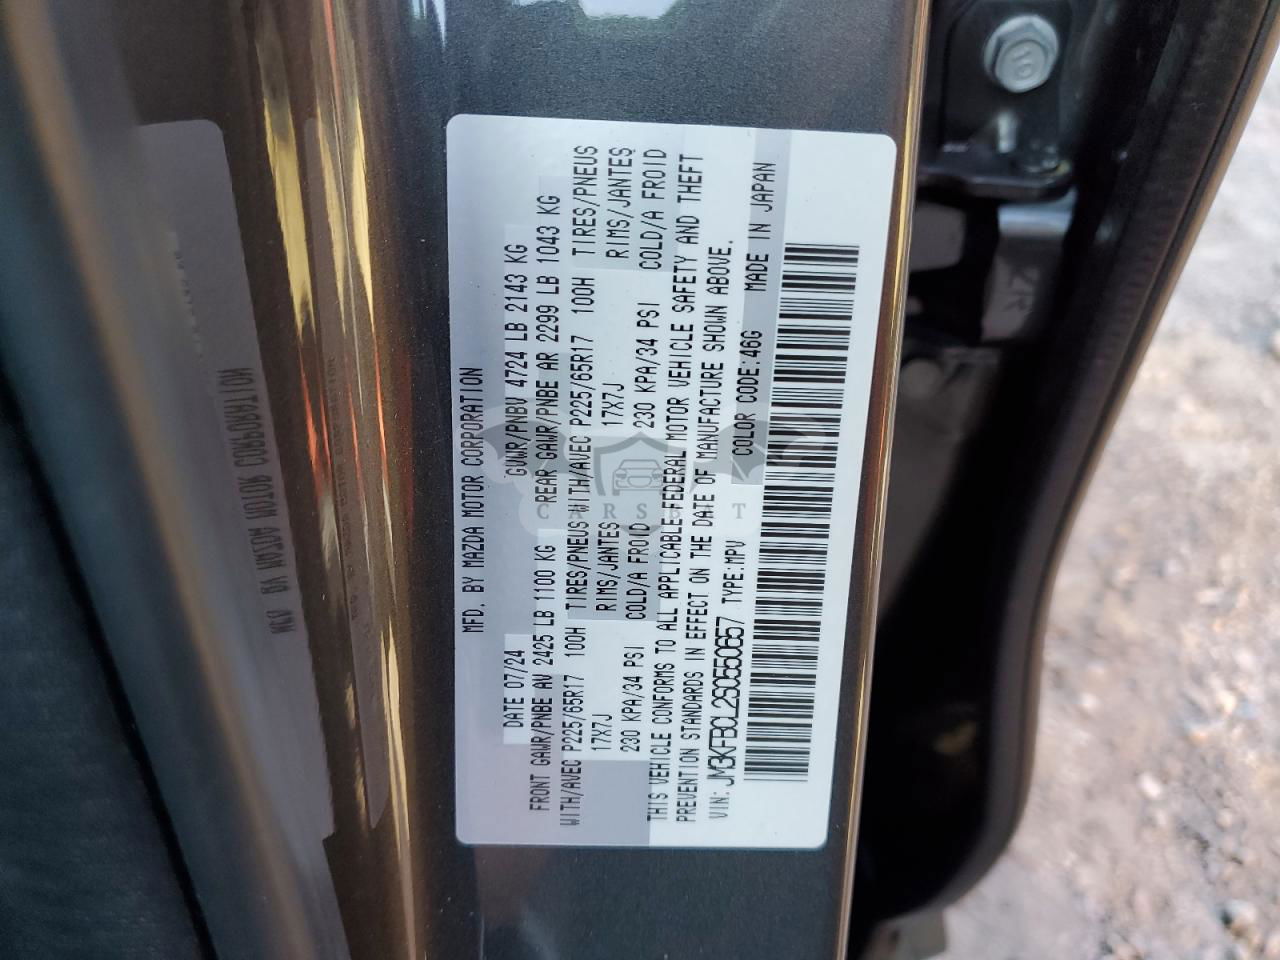 MFD. BY MAZDA MOTOR CORPORATION
DATE 07/24 GVWR/PNBV 4724 LB 2143 KG
FRONT GAWR/PNBE AV 2425 LB 1100 KG REAR GAWR/PNBE AR 2299 LB 1043 KG
WITH/AVEC P225/65R17 100H TIRES/PNEUS WITH/AVEC P225/65R17 100H TIRES/PNEUS
17X7J RIMS/JANTES 17X7J RIMS/JANTES
230 KPA/34 PSI COLD/A FROID 230 KPA/34 PSI COLD/A FROID
THIS VEHICLE CONFORMS TO ALL APPLICABLE FEDERAL MOTOR VEHICLE SAFETY AND THEFT
PREVENTION STANDARDS IN EFFECT ON THE DATE OF MANUFACTURE SHOWN ABOVE.
VIN: JM3KFBCL2S0550657 TYPE:MPV COLOR CODE:46G MADE IN JAPAN
10